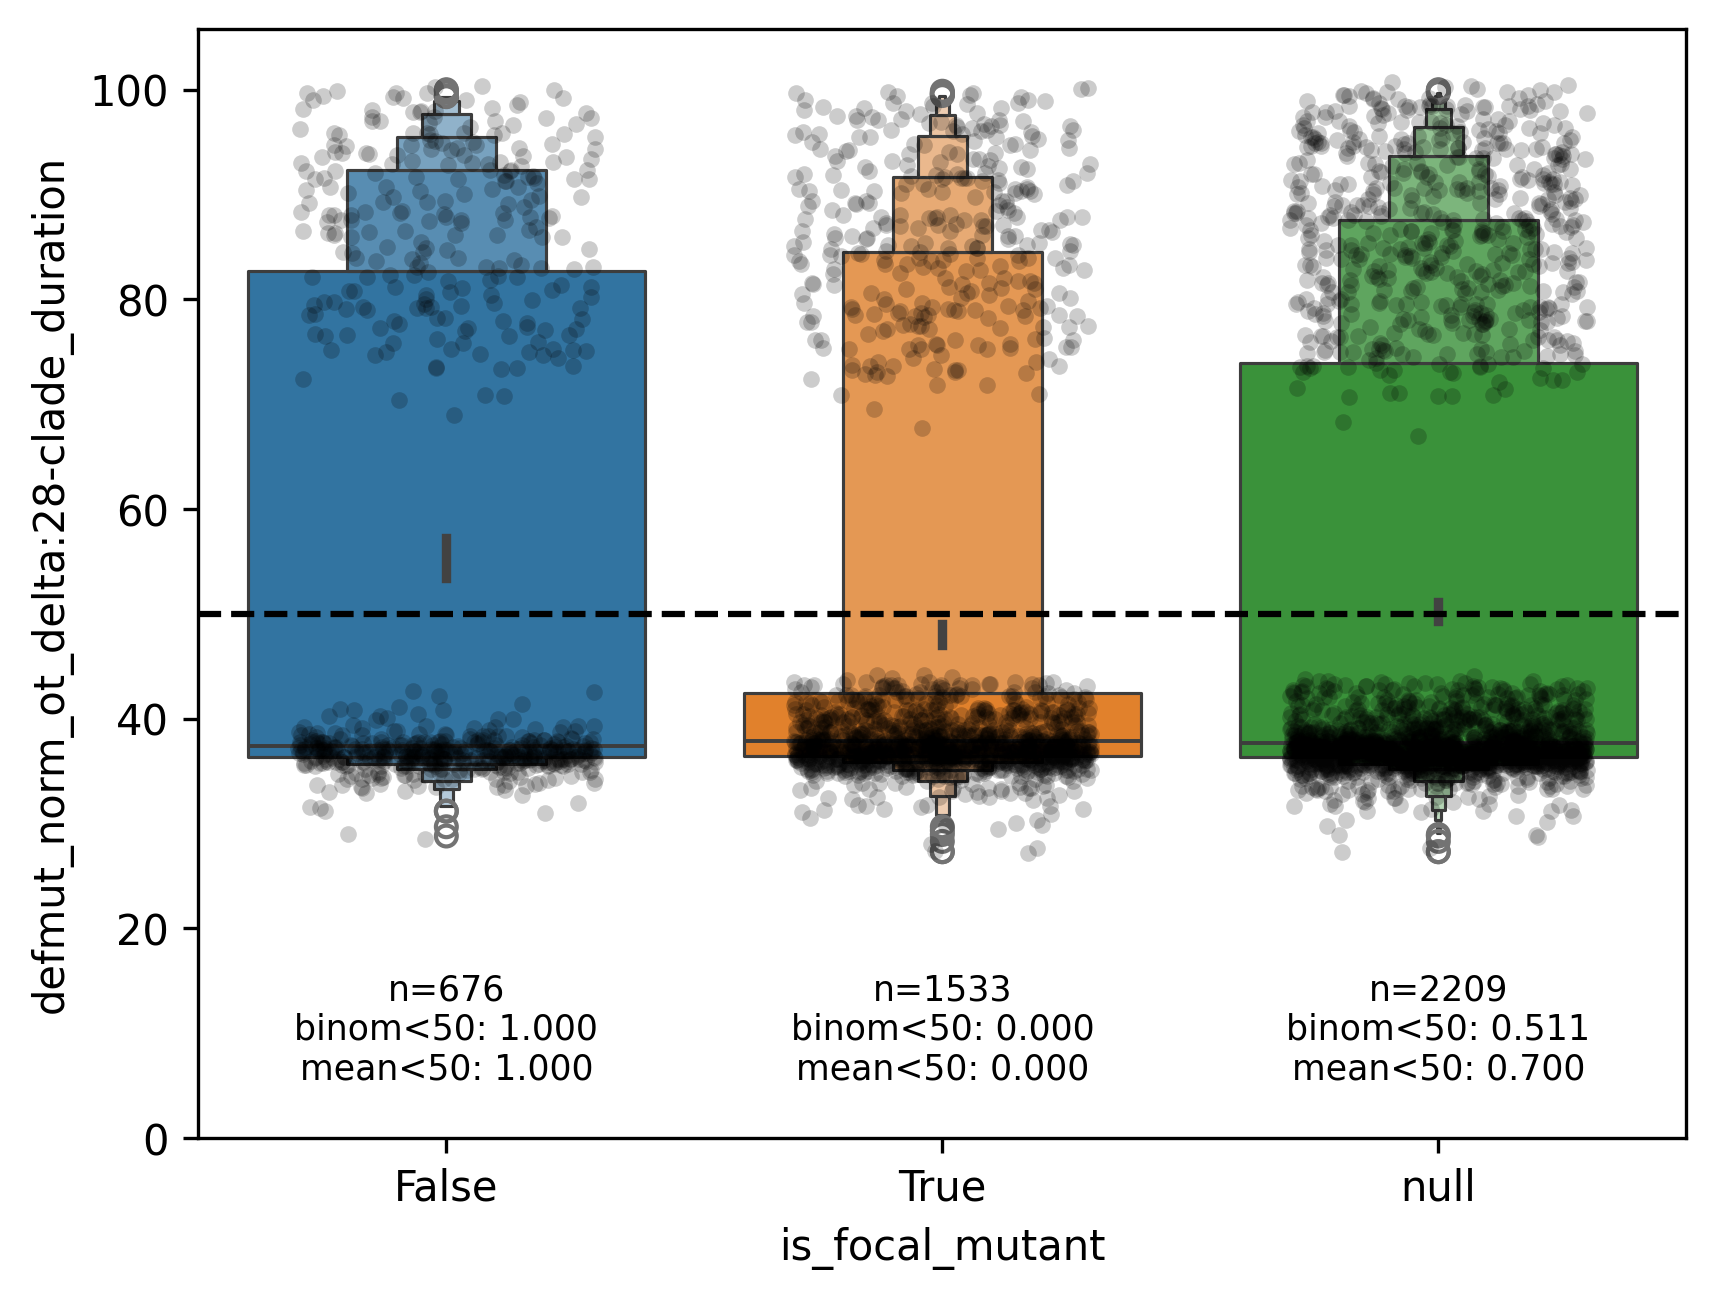 defmut_norm_ot_delta:28-clade_duration
100
80
60
40
20
0
n=676
binom<50: 1.000
mean<50: 1.000
n=1533
binom<50: 0.000
mean<50: 0.000
n=2209
binom<50: 0.511
mean<50: 0.700
False
True
null
is_focal_mutant